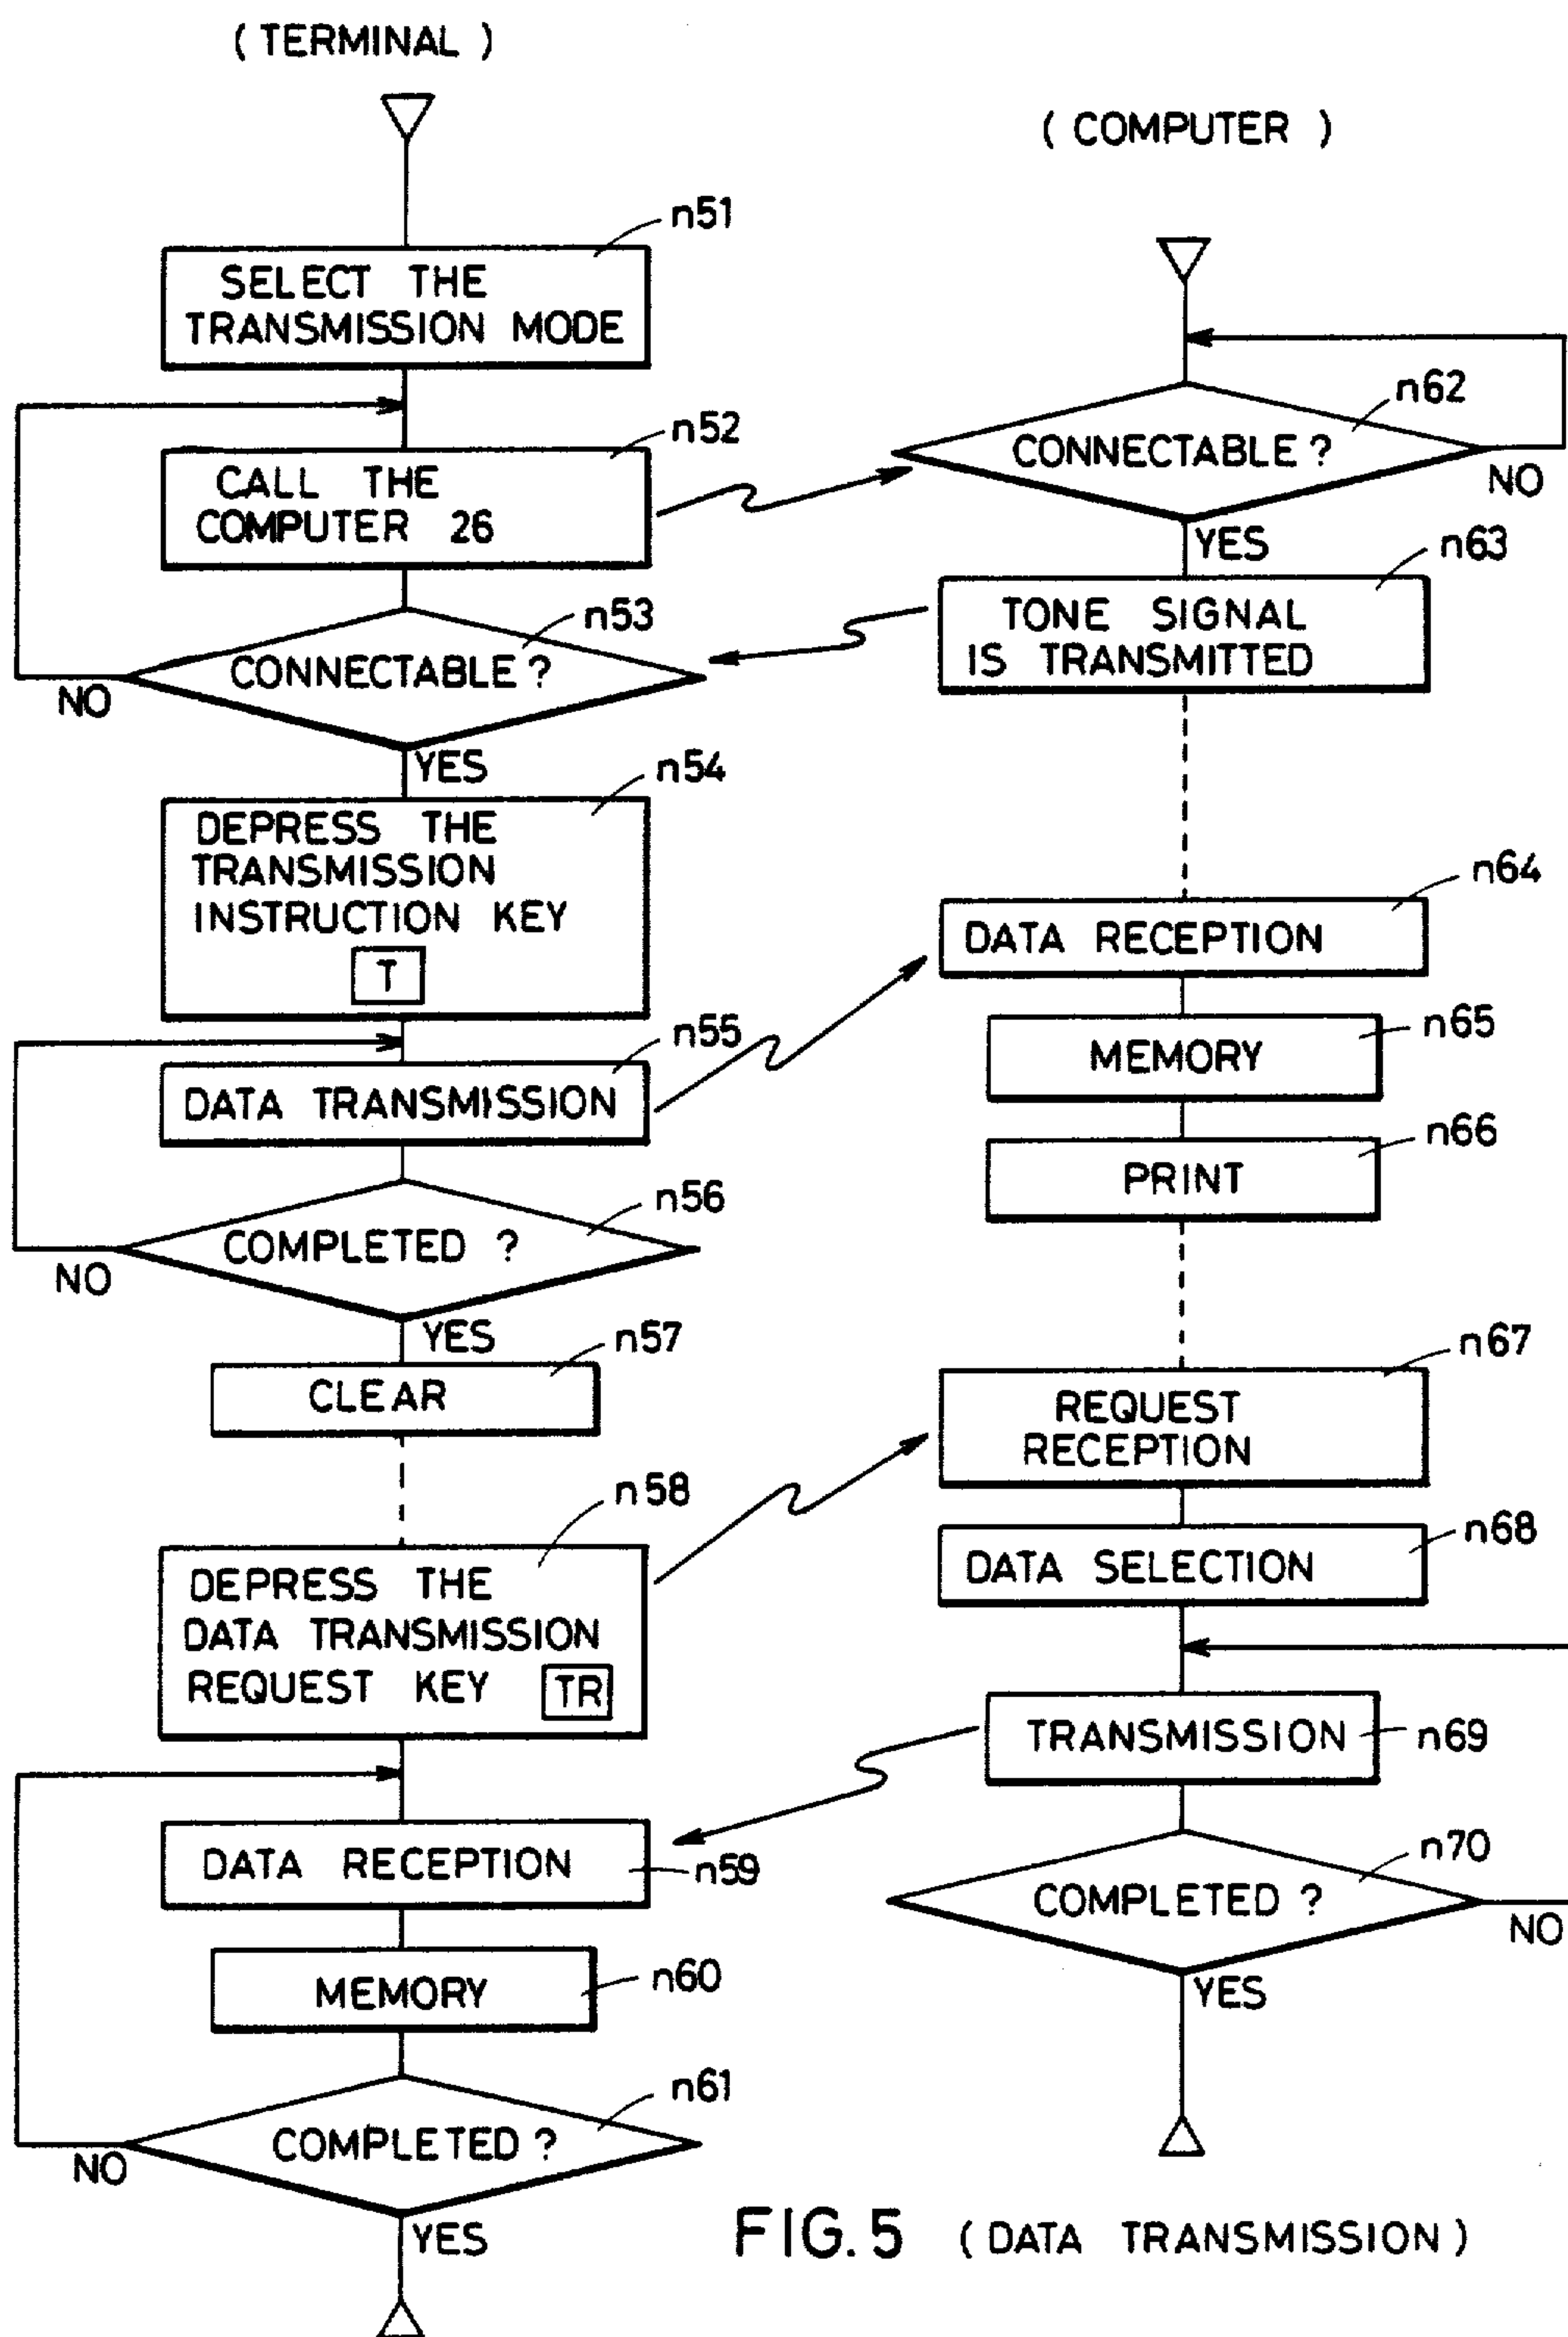 ( TERMINAL )
n51
SELECT THE
TRANSMISSION MODE
n52
CALL THE
COMPUTER 26
n53
CONNECTABLE ?
NO
YES
n54
DEPRESS THE
TRANSMISSION
INSTRUCTION KEY
T
n55
DATA TRANSMISSION
n56
COMPLETED ?
NO
YES
n57
CLEAR
n58
DEPRESS THE
DATA TRANSMISSION
REQUEST KEY TR
DATA RECEPTION
n59
MEMORY
n60
n61
COMPLETED ?
NO
YES
( COMPUTER )
n62
CONNECTABLE ?
NO
YES
n63
TONE SIGNAL
IS TRANSMITTED
n64
DATA RECEPTION
n65
MEMORY
n66
PRINT
n67
REQUEST
RECEPTION
n68
DATA SELECTION
TRANSMISSION
n69
n70
COMPLETED ?
NO
YES
FIG. 5 ( DATA TRANSMISSION )